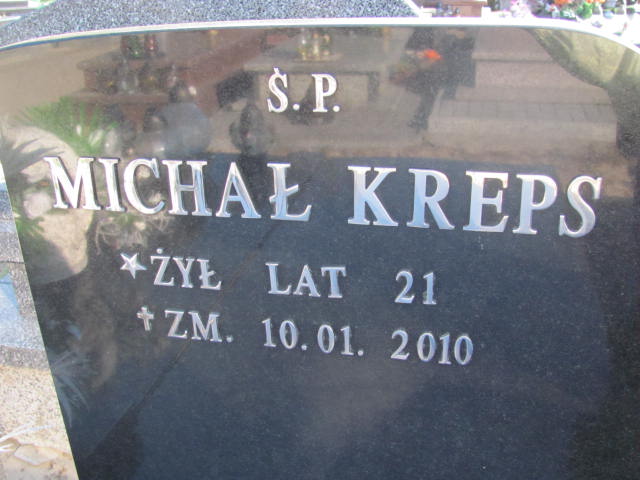 Ś.P.
MICHAŁ KREPS
ŻYŁ LAT 21
ZM. 10.01.2010